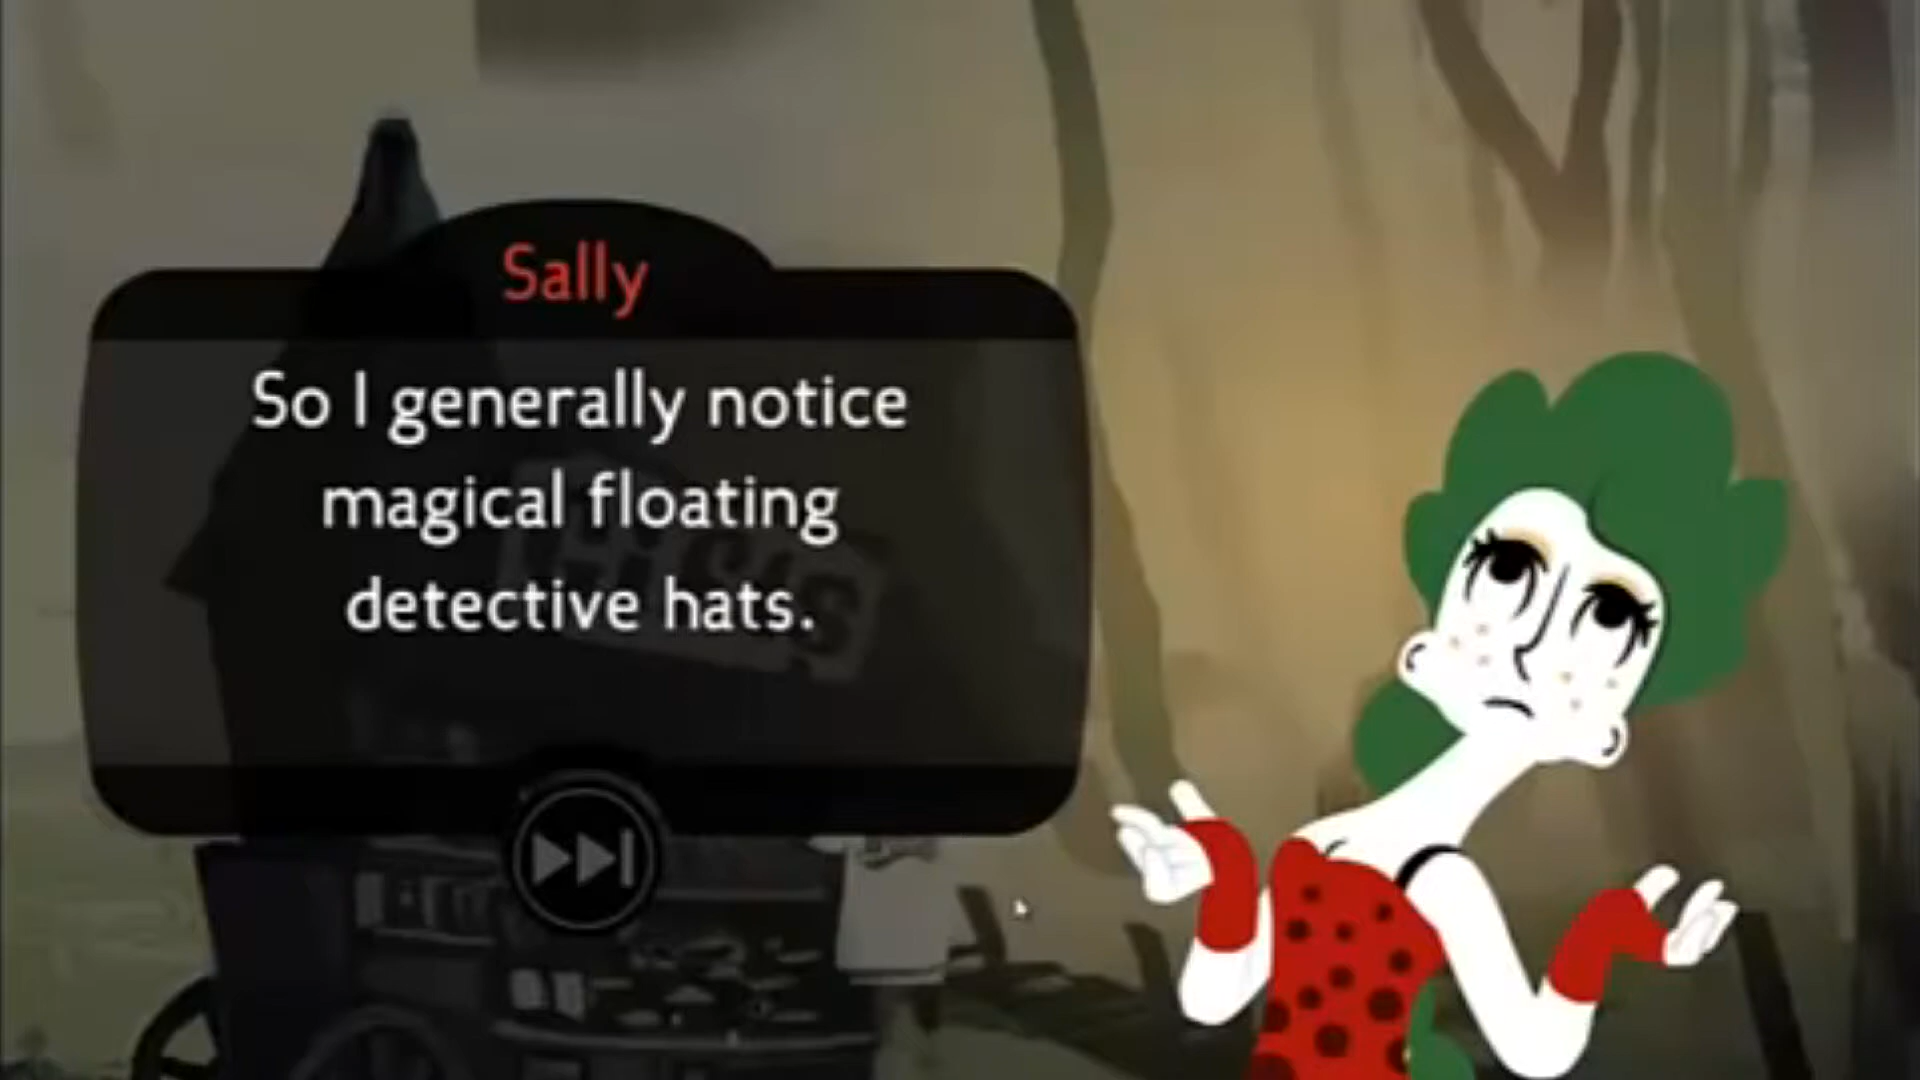 Sally
So I generally notice
magical floating
detective hats.